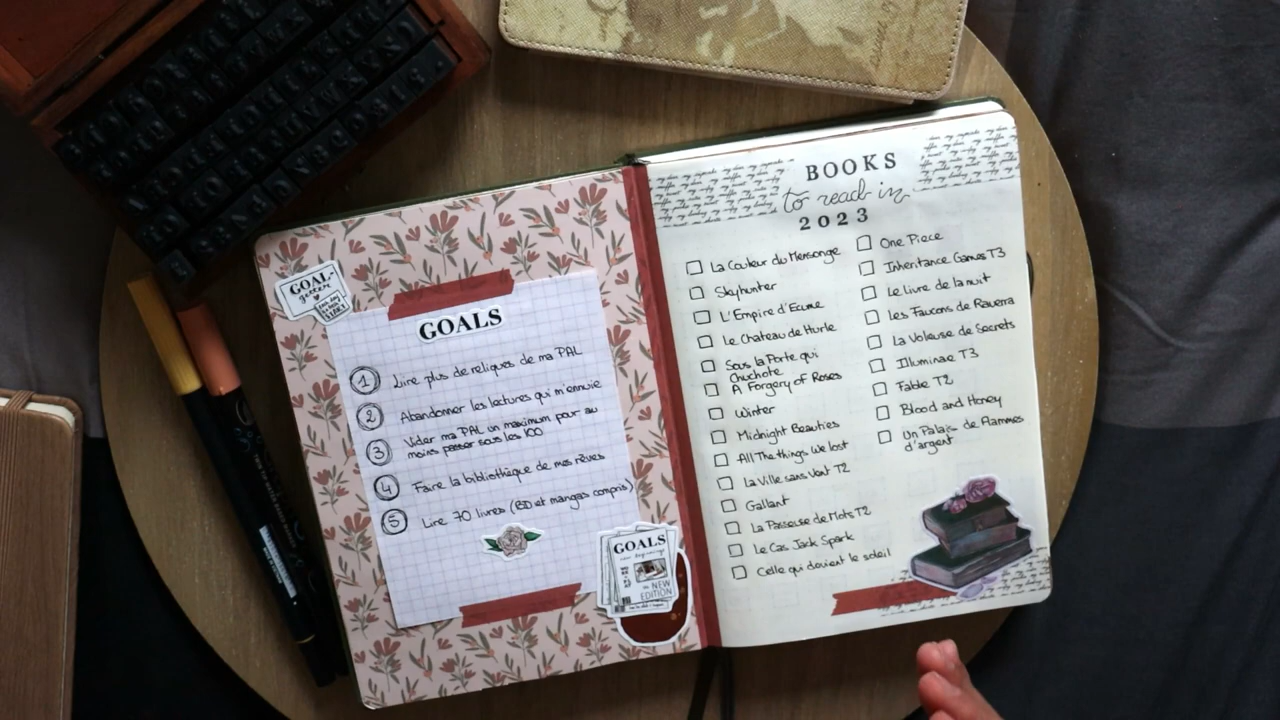 GOAL-
getter
GOALS
1 Lire plus de reliques de ma PAL
2 Abandonner les lectures qui m'ennuie
3 Vider ma PAL un maximum pour au
moins passer sous les 100
4 Faire la bibliothèque de mes rêves
5 Lire 70 livres (BD et mangas compris)
GOALS
new beginnings
NEW
EDITION
BOOKS
to read in
2023
La Couleur du Mensonge
Skyhunter
L'Empire d'Ecume
Le Chateau de Hurle
Sous la Porte qui
Chuchote
A Forgery of Roses
Winter
Midnight Beauties
All The things We lost
La Ville sans Vent T2
Gallant
La Passeuse de Mots T2
Le Cas Jack Spark
Celle qui devient le soleil
One Piece
Inheritance Games T3
Le livre de la nuit
Les Faucons de Raverra
La Voleuse de Secrets
Illuminae T3
Fable T2
Blood and Honey
Un Palais de Flammes
d'argent